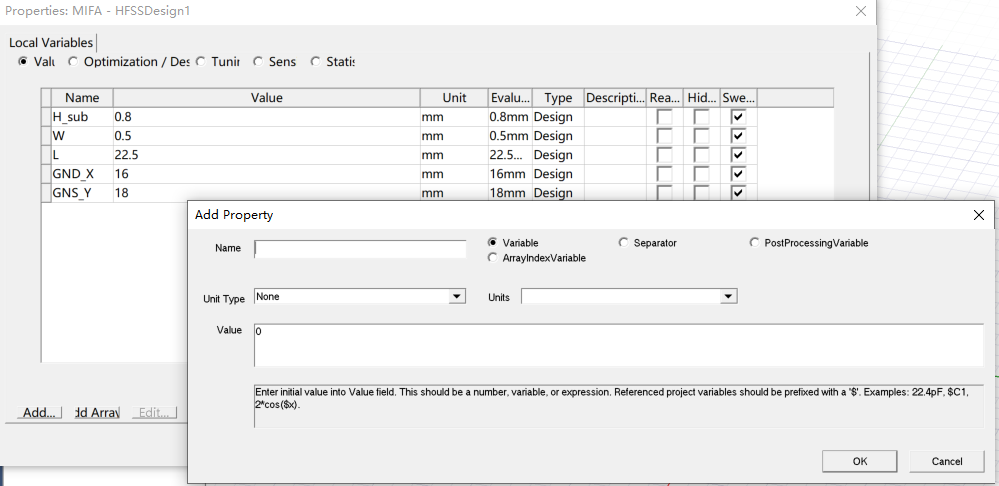 Properties: MIFA - HFSSDesign1
Local Variables
Valu Optimization / Des Tunin Sens Statis
Name Value Unit Evalu... Type Descripti... Rea... Hid... Swe...
H_sub 0.8 mm 0.8mm Design
W 0.5 mm 0.5mm Design
L 22.5 mm 22.5... Design
GND_X 16 mm 16mm Design
GNS_Y 18 mm 18mm Design
Add Property
Name Variable Separator PostProcessingVariable
ArrayIndexVariable
Unit Type None Units
Value 0
Enter initial value into Value field. This should be a number, variable, or expression. Referenced project variables should be prefixed with a '$'. Examples: 22.4pF, $C1,
2*cos($x).
Add... dd Array Edit...
OK Cancel